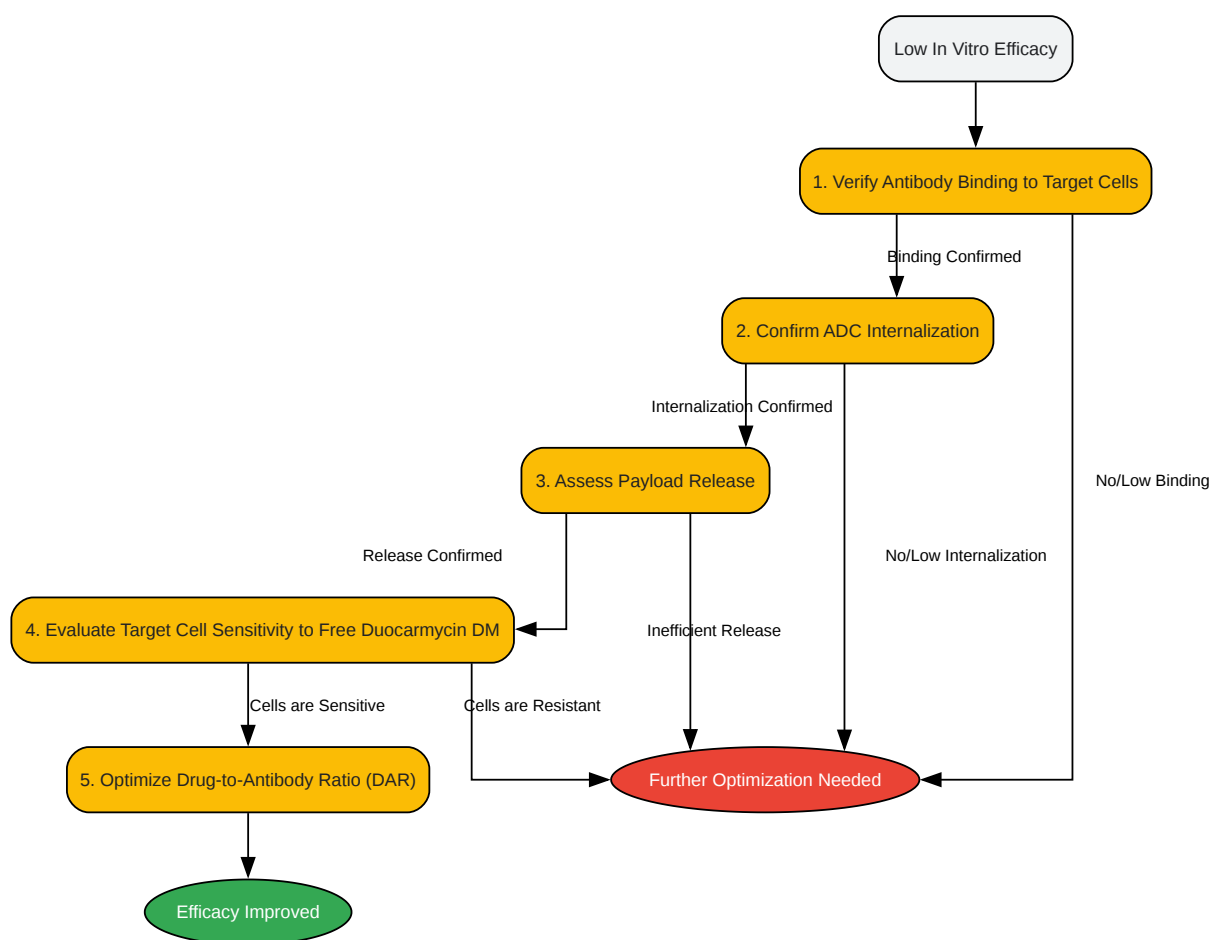 Low In Vitro Efficacy
1. Verify Antibody Binding to Target Cells
Binding Confirmed
2. Confirm ADC Internalization
Internalization Confirmed
3. Assess Payload Release
No/Low Binding
Release Confirmed
No/Low Internalization
4. Evaluate Target Cell Sensitivity to Free Duocarmycin DM
Inefficient Release
Cells are Sensitive
Cells are Resistant
5. Optimize Drug-to-Antibody Ratio (DAR)
Further Optimization Needed
Efficacy Improved